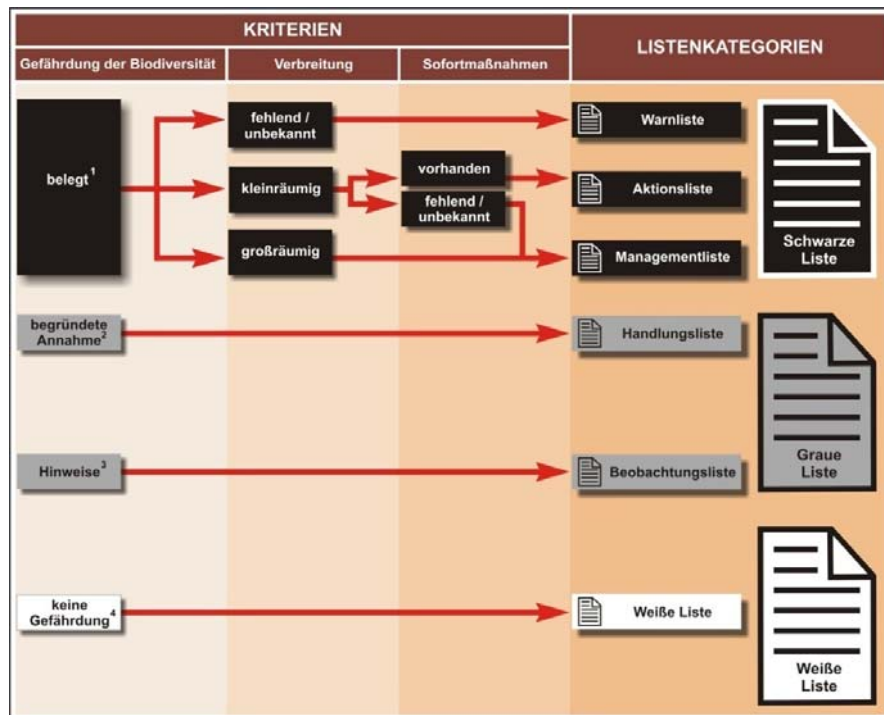 KRITERIEN
LISTENKATEGORIEN
Gefährdung der Biodiversität
Verbreitung
Sofortmaßnahmen
belegt¹
fehlend /
unbekannt
kleinräumig
großräumig
vorhanden
fehlend /
unbekannt
Warnliste
Aktionsliste
Managementliste
Schwarze
Liste
begründete
Annahme²
Handlungsliste
Hinweise³
Beobachtungsliste
Graue
Liste
keine
Gefährdung⁴
Weiße Liste
Weiße
Liste